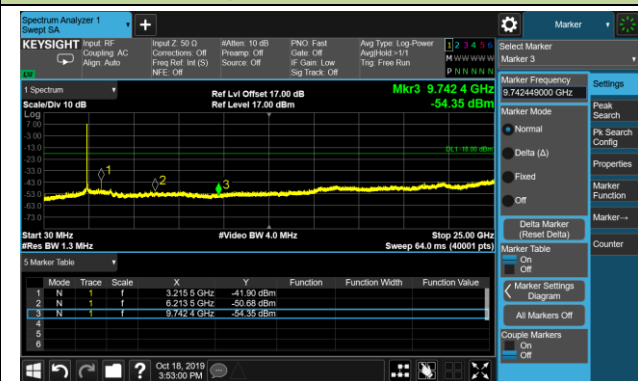 Spectrum Analyzer 1
Swept SA
+
Marker
KEYSIGHT
Input: RF
Coupling: AC
Align: Auto
Input Z: 50 Ω
Corrections: Off
Freq Ref: Int (S)
NFE: Off
#Atten: 10 dB
Preamp: Off
Source: Off
PNO: Fast
Gate: Off
IF Gain: Low
Sig Track: Off
Avg Type: Log-Power
Avg|Hold:>1/1
Trig: Free Run
1 2 3 4 5 6
M W W W W W
P N N N N N
Select Marker
Marker 3
1 Spectrum
Scale/Div 10 dB
Ref Lvl Offset 17.00 dB
Ref Level 17.00 dBm
Mkr3 9.742 4 GHz
-54.35 dBm
Log
7.00
-3.00
-13.0
-23.0
-33.0
-43.0
-53.0
-63.0
-73.0
DL1 -18.00 dBm
1
2
3
Start 30 MHz
#Res BW 1.3 MHz
#Video BW 4.0 MHz
Stop 25.00 GHz
Sweep 64.0 ms (40001 pts)
5 Marker Table
Mode Trace Scale X Y Function Function Width Function Value
1 N 1 f 3.215 5 GHz -41.90 dBm
2 N 1 f 6.213 5 GHz -50.68 dBm
3 N 1 f 9.742 4 GHz -54.35 dBm
4
5
6
Marker Frequency
9.742449000 GHz
Marker Mode
Normal
Delta (Δ)
Fixed
Off
Delta Marker
(Reset Delta)
Marker Table
On
Off
Marker Settings
Diagram
All Markers Off
Couple Markers
On
Off
Settings
Peak
Search
Pk Search
Config
Properties
Marker
Function
Marker→
Counter
?
Oct 18, 2019
3:53:00 PM